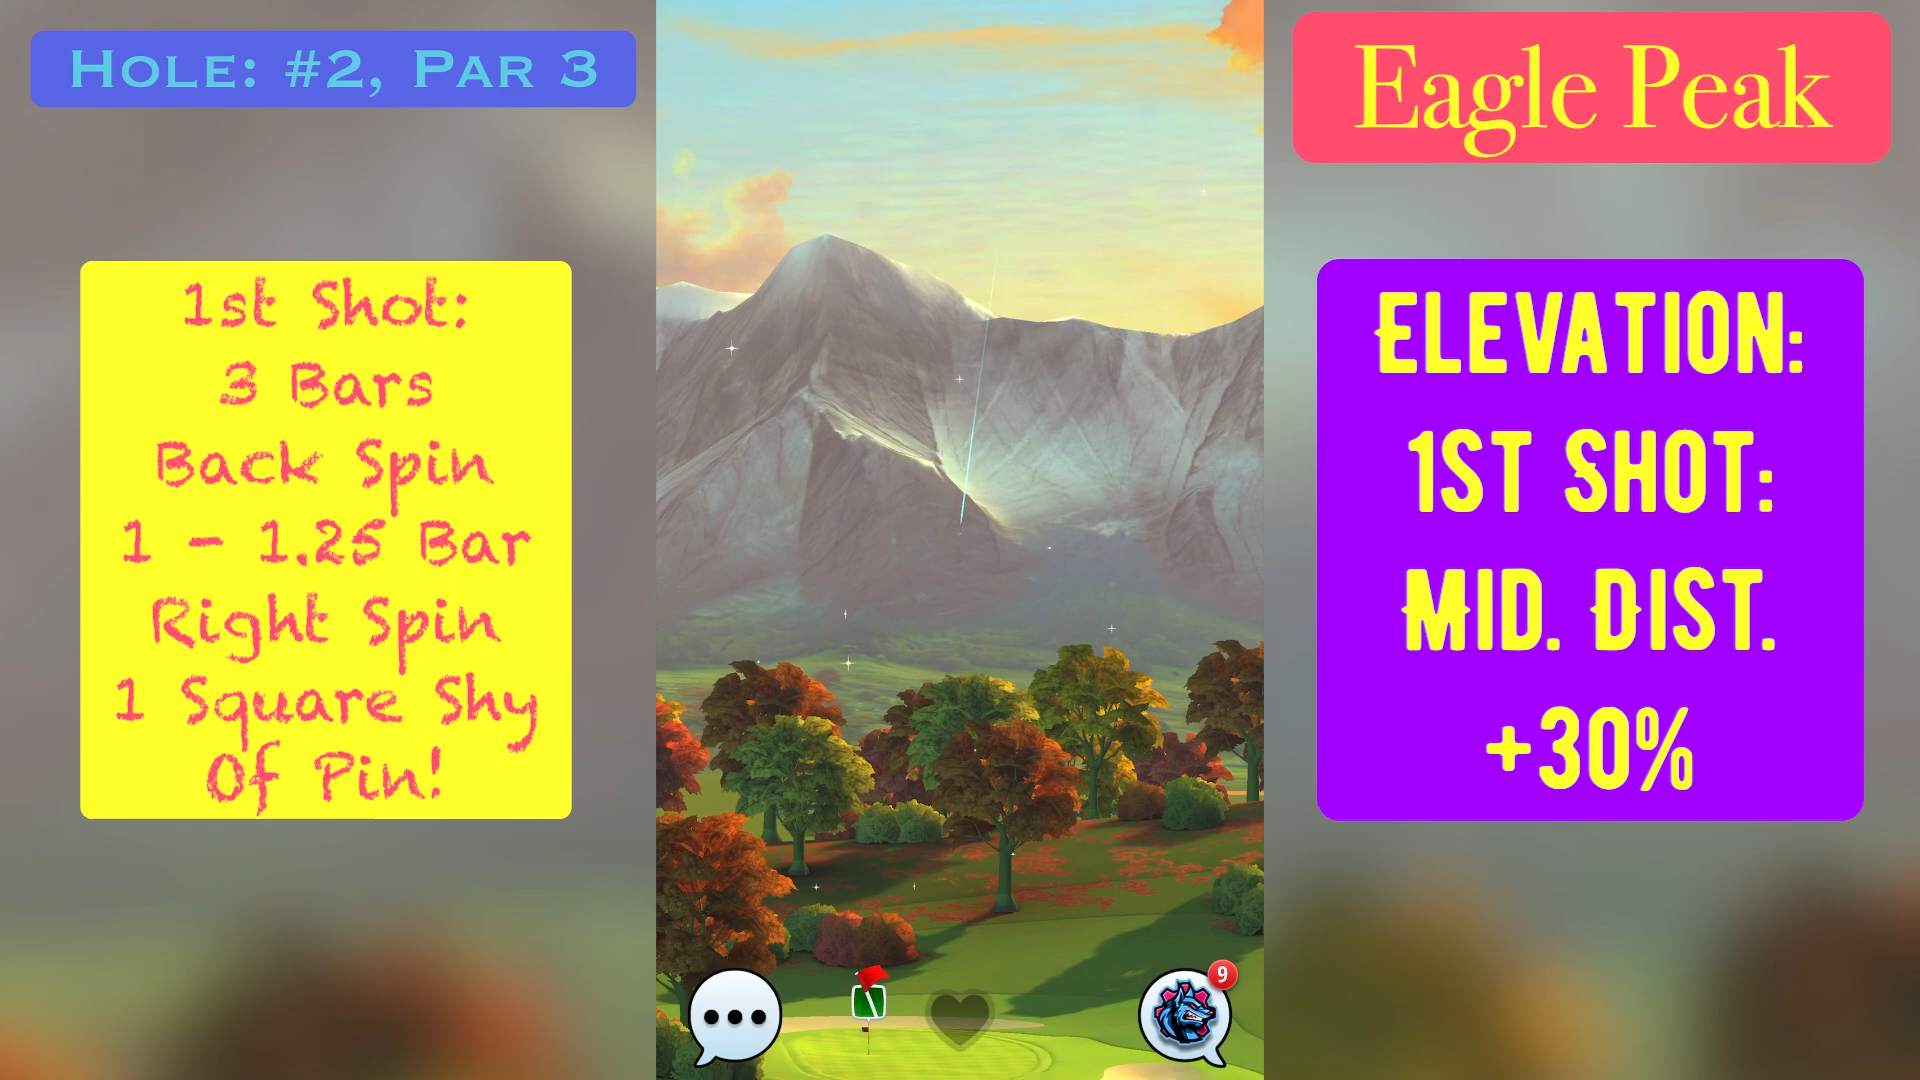 Hole: #2, Par 3
Eagle Peak
1st Shot:
3 Bars
Back Spin
1 - 1.25 Bar
Right Spin
1 Square Shy
Of Pin!
ELEVATION:
1ST SHOT:
MID. DIST.
+30%
9